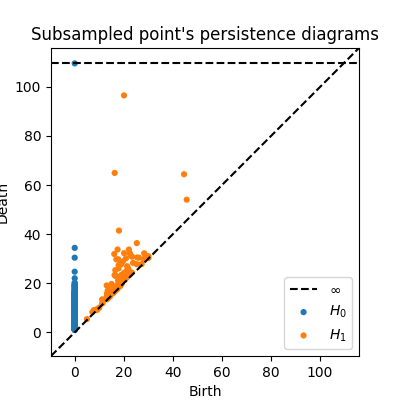 Subsampled point's persistence diagrams
100
80
60
40
20
0
Death
0 20 40 60 80 100
Birth
∞
H₀
H₁